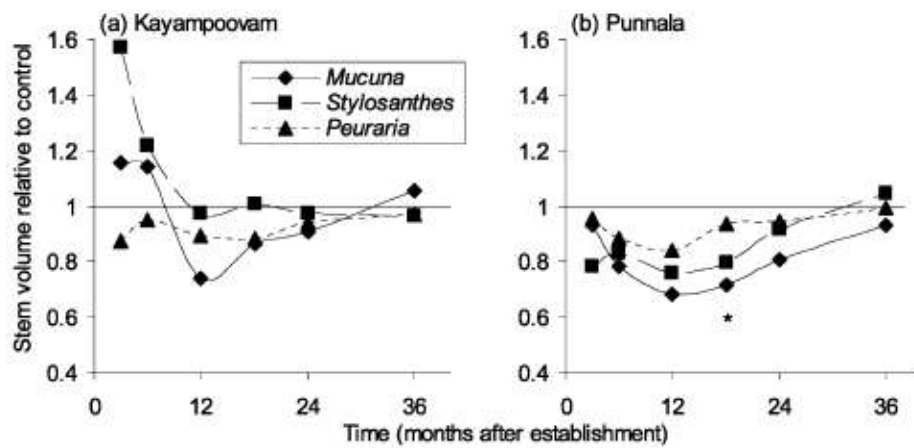 (a) Kayampoovam
(b) Punnala
Stem volume relative to control
1.6
1.4
1.2
1
0.8
0.6
0.4
Mucuna
Stylosanthes
Peuraria
1.6
1.4
1.2
1
0.8
0.6
0.4
*
0 12 24 36
0 12 24 36
Time (months after establishment)